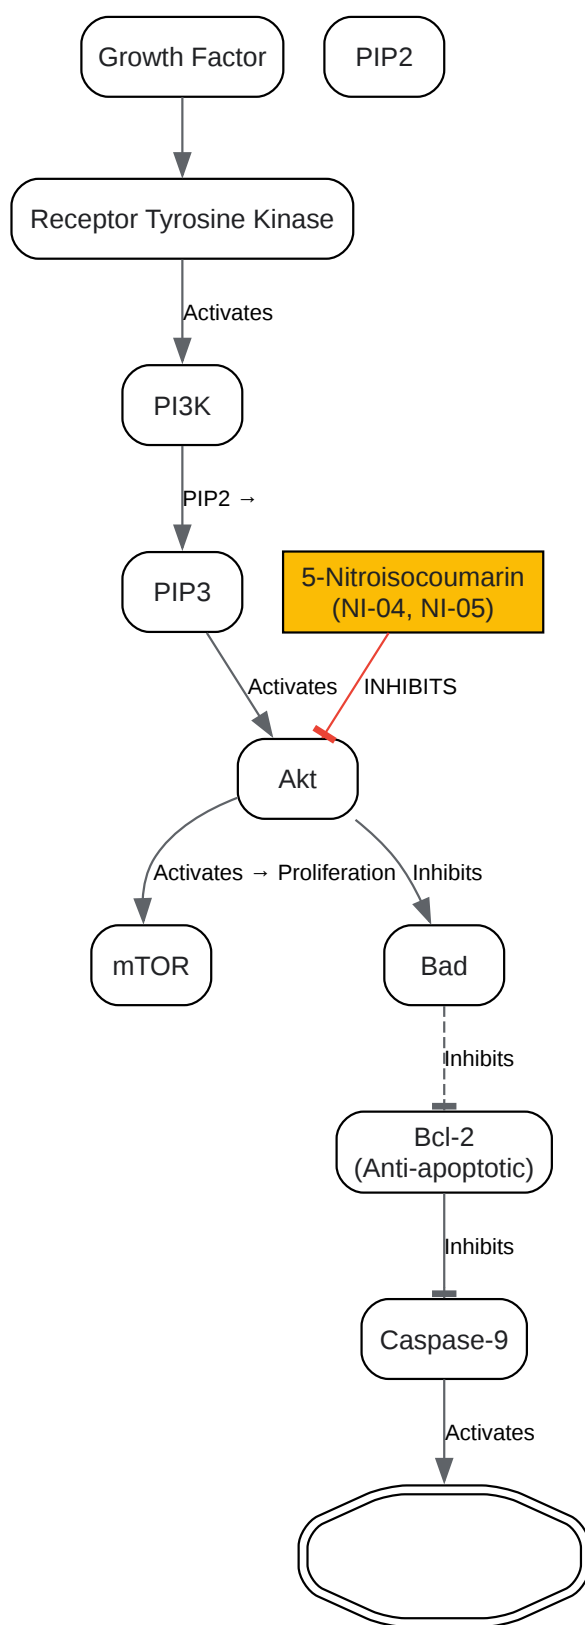 Growth Factor
PIP2
Receptor Tyrosine Kinase
Activates
PI3K
PIP2 →
PIP3
5-Nitroisocoumarin
(NI-04, NI-05)
Activates
INHIBITS
Akt
Activates → Proliferation
Inhibits
mTOR
Bad
Inhibits
Bcl-2
(Anti-apoptotic)
Inhibits
Caspase-9
Activates